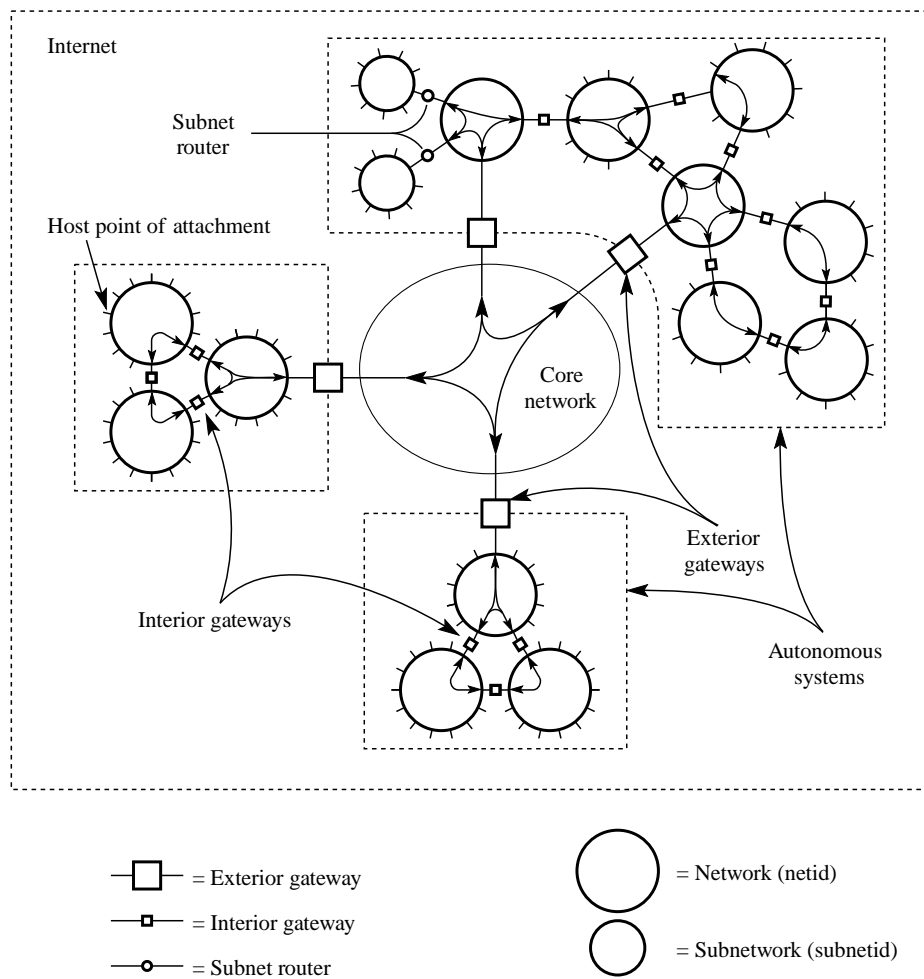 Internet
Subnet
router
Host point of attachment
Core
network
Exterior
gateways
Interior gateways
Autonomous
systems
= Exterior gateway
= Interior gateway
= Subnet router
= Network (netid)
= Subnetwork (subnetid)